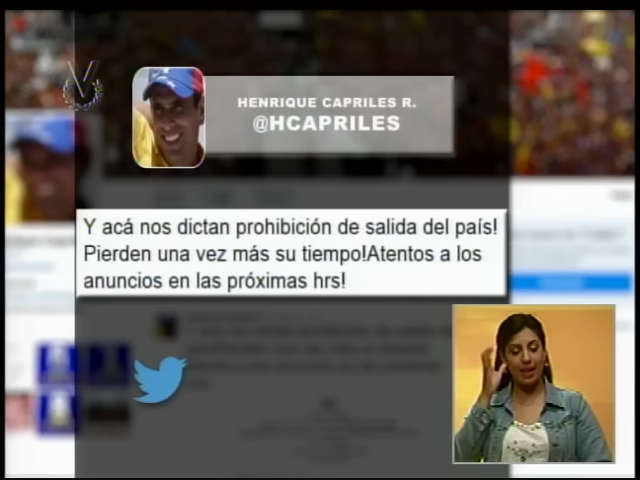 HENRIQUE CAPRILES R.
@HCAPRILES
Y acá nos dictan prohibición de salida del país!
Pierden una vez más su tiempo!Atentos a los
anuncios en las próximas hrs!